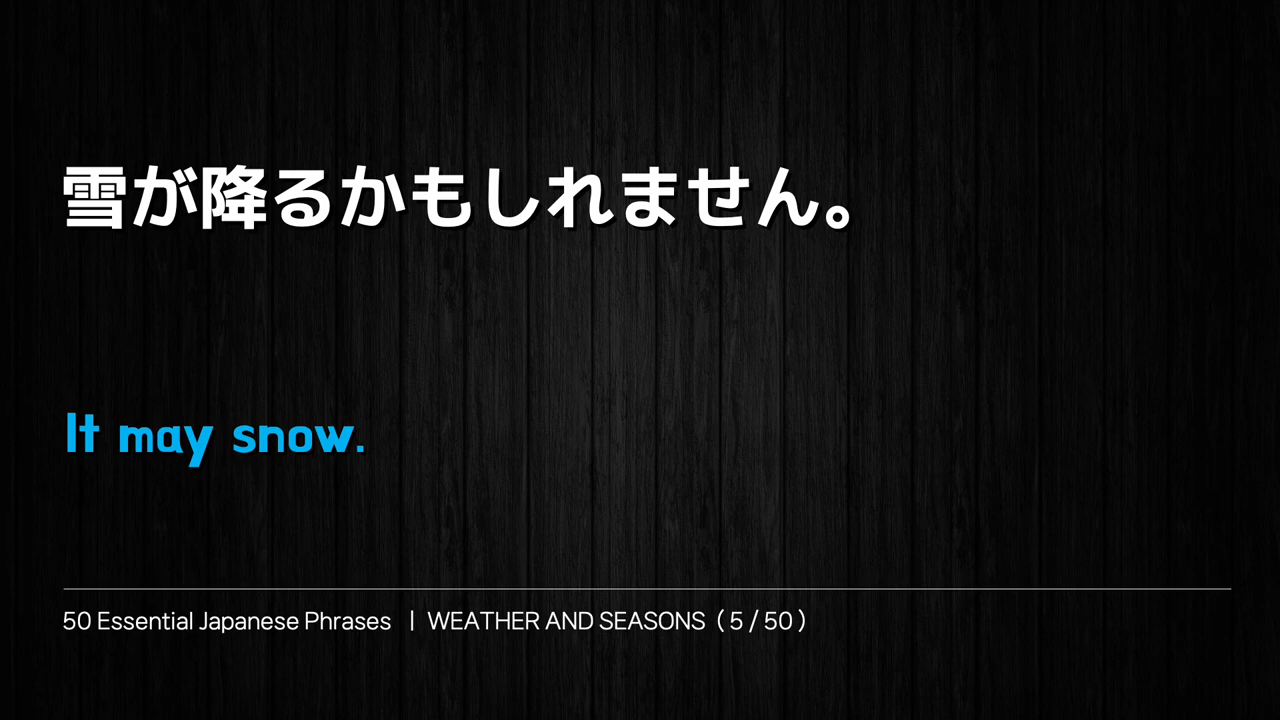 雪が降るかもしれません。
It may snow.
50 Essential Japanese Phrases | WEATHER AND SEASONS ( 5 / 50 )